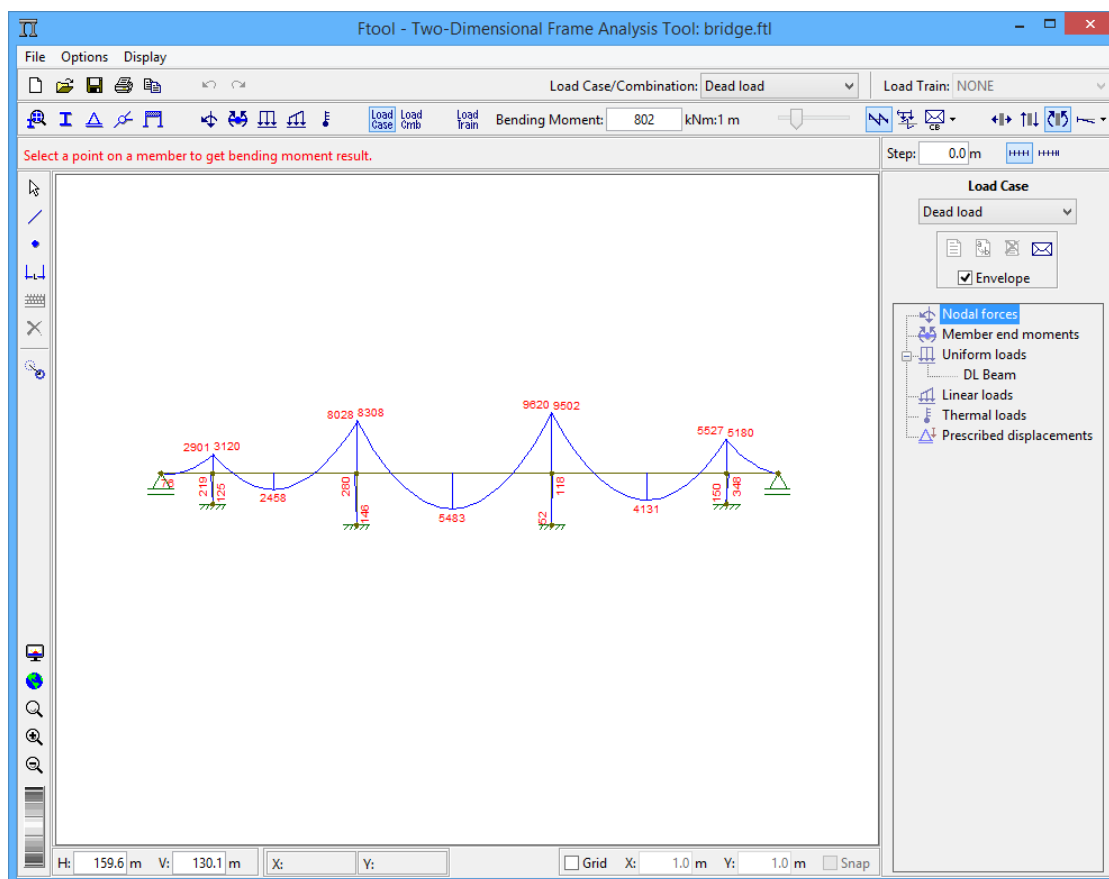 Ftool - Two-Dimensional Frame Analysis Tool: bridge.ftl
File Options Display
Load Case/Combination: Dead load Load Train: NONE
Load Case Load Cmb Load Train Bending Moment: 802 kNm:1 m CB
Select a point on a member to get bending moment result. Step: 0.0 m
Load Case
Dead load
Envelope
Nodal forces
Member end moments
Uniform loads
DL Beam
Linear loads
Thermal loads
Prescribed displacements
9620 9502
8028 8308
5527 5180
2901 3120
76 219 125 2458 280 146 5483 118 52 4131 150 348
H: 159.6 m V: 130.1 m X: Y: Grid X: 1.0 m Y: 1.0 m Snap